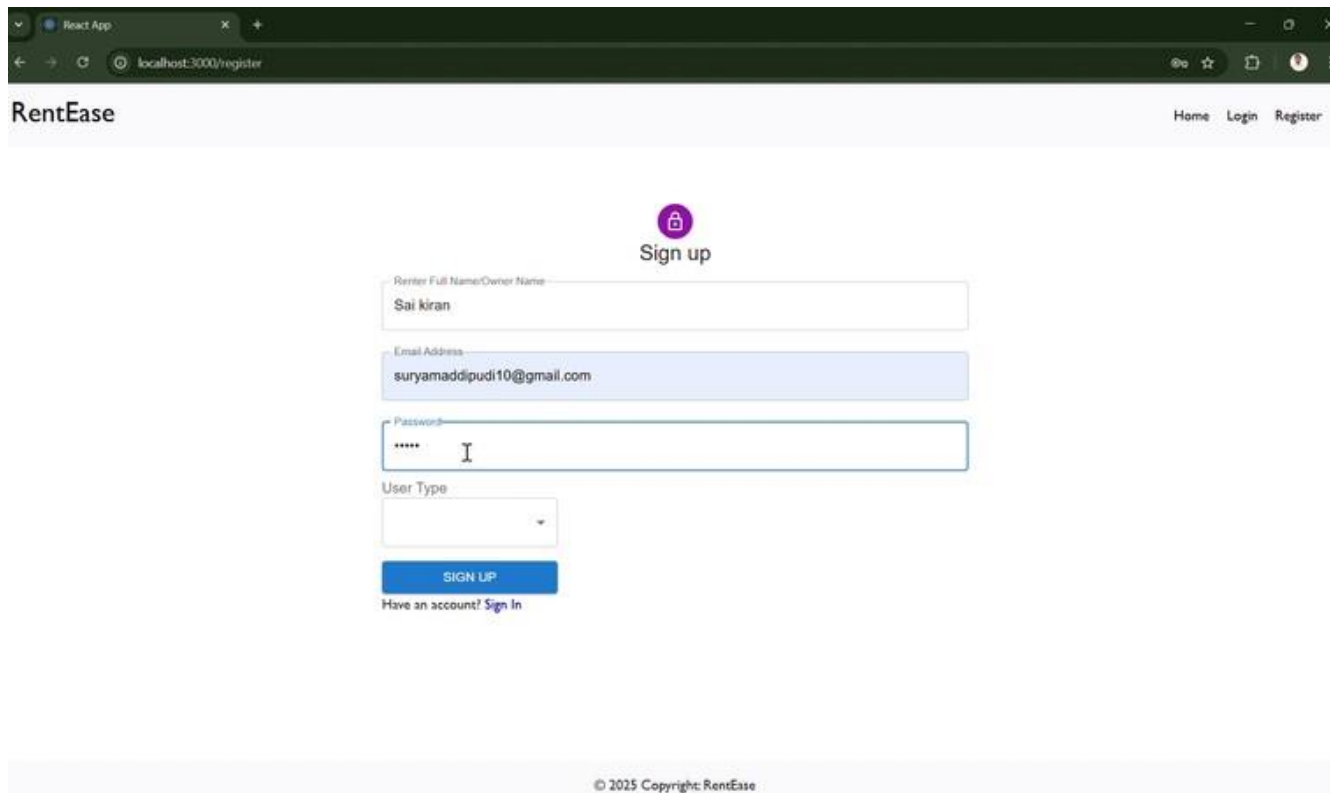 React App
localhost:3000/register
RentEase
Home Login Register
Sign up
Renter Full Name/Owner Name
Sai kiran
Email Address
suryamaddipudi10@gmail.com
Password
•••••
User Type
SIGN UP
Have an account? Sign In
© 2025 Copyright: RentEase